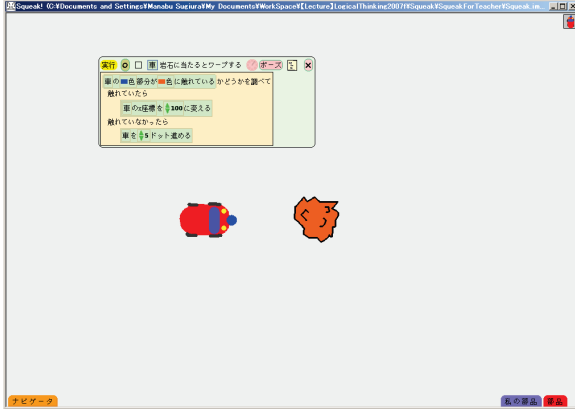 Squeak! (C:¥Documents and Settings¥Manabu Sugiura¥My Documents¥WorkSpace¥[Lecture]LogicalThinking2007f¥Squeak¥SqueakForTeacher¥Squeak.im...
実行 車 岩石に当たるとワープする ポーズ
車の 色部分が 色に触れている かどうかを調べて
触れていたら
車のx座標を 100 に変える
触れていなかったら
車を 5 ドット進める
ナビゲータ 私の部品 部品